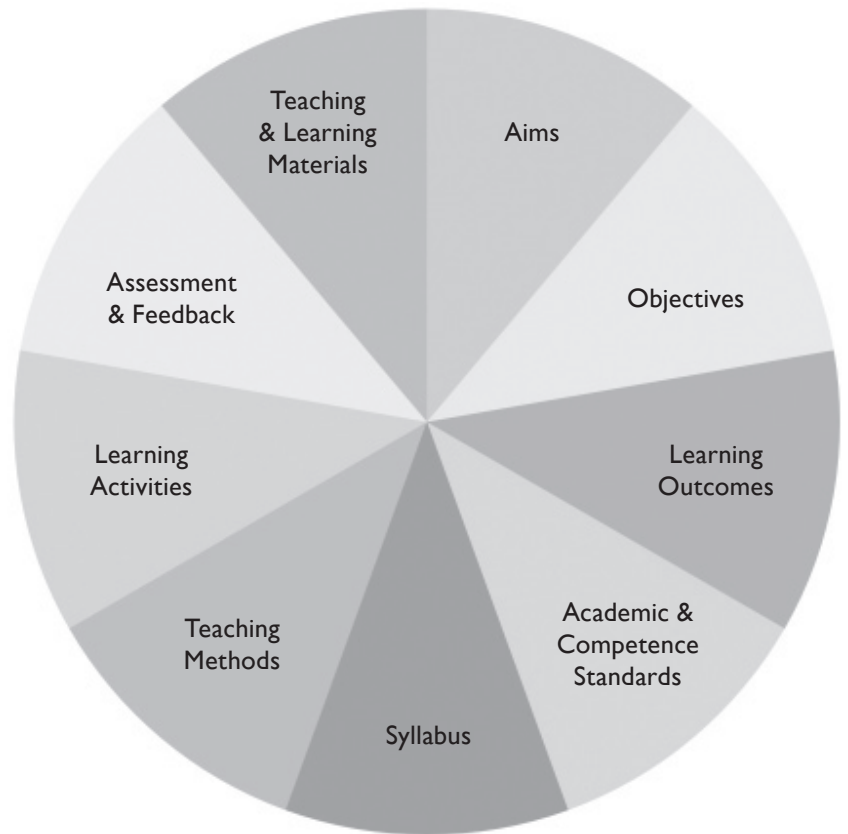 Aims
Objectives
Learning
Outcomes
Academic &
Competence
Standards
Syllabus
Teaching
Methods
Learning
Activities
Assessment
& Feedback
Teaching
& Learning
Materials